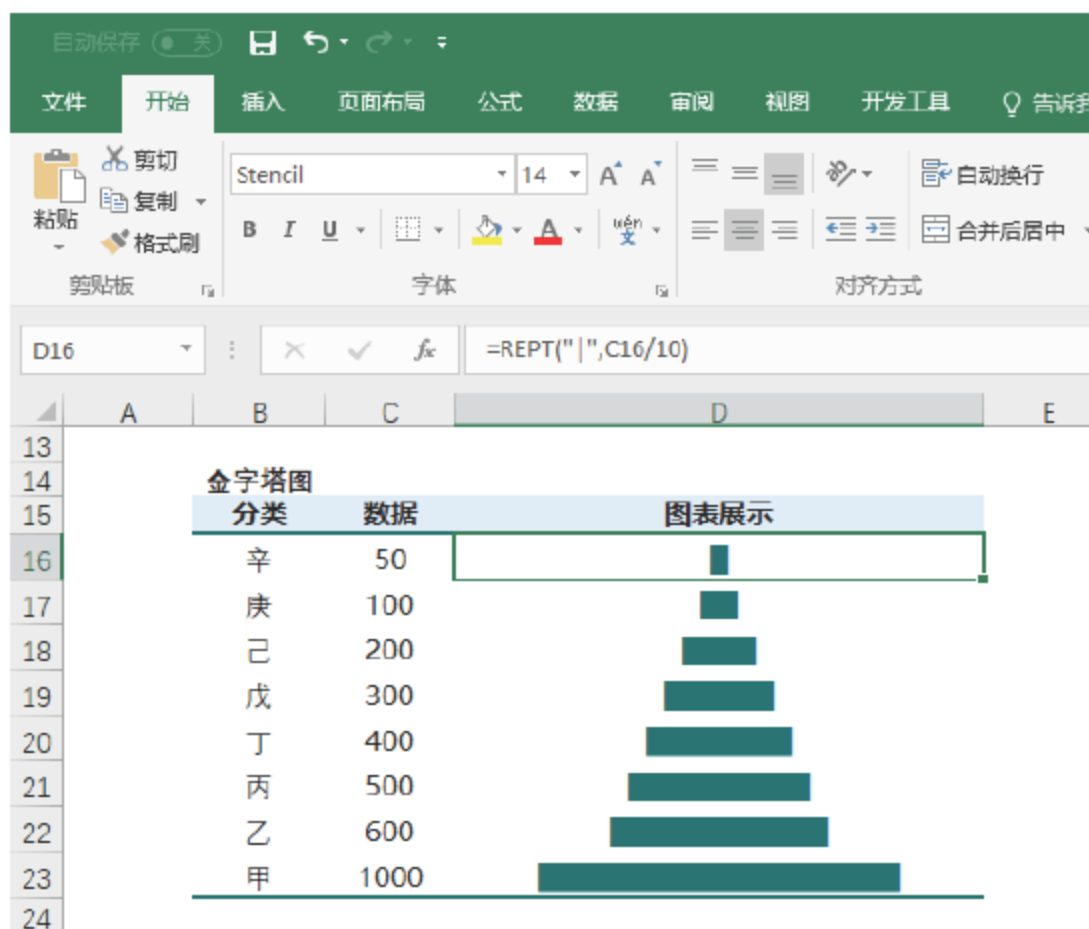 自动保存 关
文件 开始 插入 页面布局 公式 数据 审阅 视图 开发工具 告诉我
粘贴 剪切 复制 格式刷
Stencil 14 A A 自动换行
B I U A wén 文 合并后居中
剪贴板 字体 对齐方式
D16 fx =REPT("|",C16/10)
A B C D E
13
14 金字塔图
15 分类 数据 图表展示
16 辛 50
17 庚 100
18 己 200
19 戊 300
20 丁 400
21 丙 500
22 乙 600
23 甲 1000
24